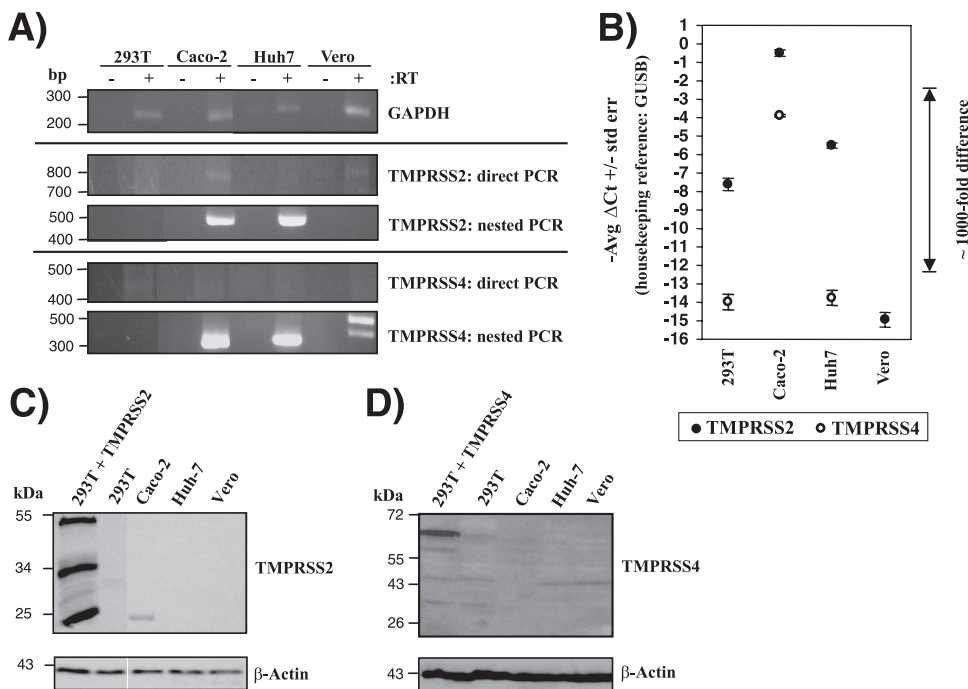 A)
293T Caco-2 Huh7 Vero
bp - + - + - + - + :RT
300
200
GAPDH
800
700
TMPRSS2: direct PCR
500
400
TMPRSS2: nested PCR
500
400
TMPRSS4: direct PCR
500
300
TMPRSS4: nested PCR
B)
-Avg ΔCt +/- std err
(housekeeping reference: GUSB)
1
0
-1
-2
-3
-4
-5
-6
-7
-8
-9
-10
-11
-12
-13
-14
-15
-16
293T Caco-2 Huh7 Vero
~ 1000-fold difference
TMPRSS2 TMPRSS4
C)
293T + TMPRSS2 293T Caco-2 Huh-7 Vero
kDa
55
34
25
TMPRSS2
43
β-Actin
D)
293T + TMPRSS4 293T Caco-2 Huh-7 Vero
kDa
72
55
43
26
TMPRSS4
43
β-Actin